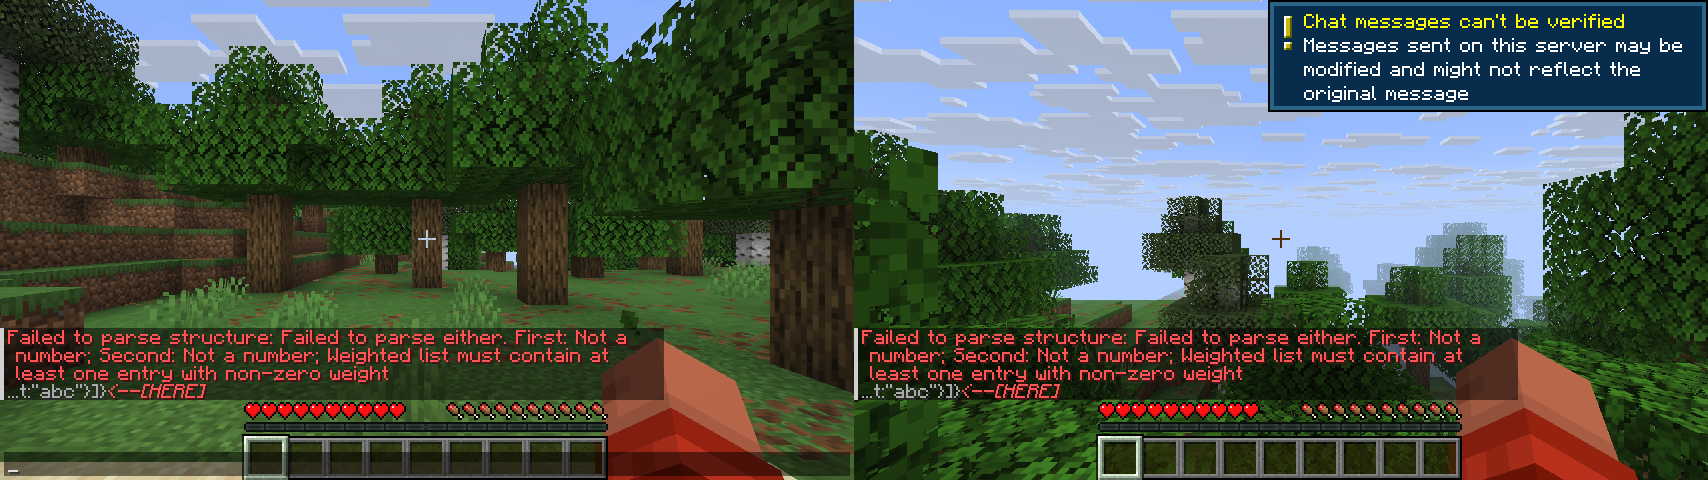 Failed to parse structure: Failed to parse either. First: Not a
number; Second: Not a number; Weighted list must contain at
least one entry with non-zero weight
...t:"abc"}]}<--[HERE]
_
Chat messages can't be verified
Messages sent on this server may be
modified and might not reflect the
original message
Failed to parse structure: Failed to parse either. First: Not a
number; Second: Not a number; Weighted list must contain at
least one entry with non-zero weight
...t:"abc"}]}<--[HERE]